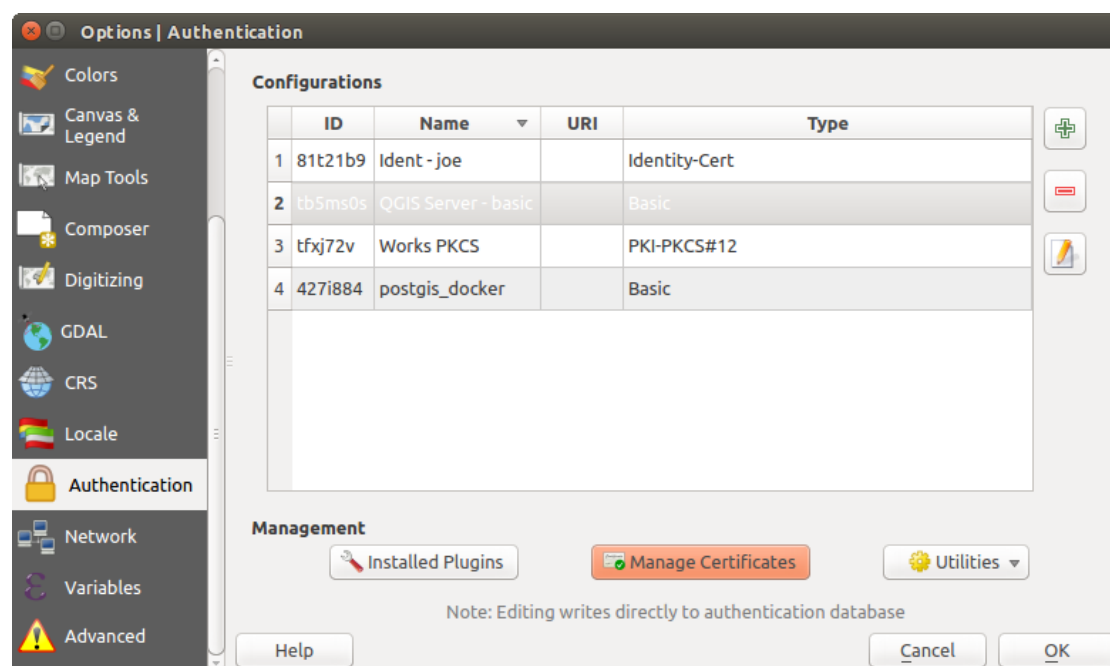 Options | Authentication
Colors
Canvas &
Legend
Map Tools
Composer
Digitizing
GDAL
CRS
Locale
Authentication
Network
Variables
Advanced
Configurations
ID Name URI Type
1 81t21b9 Ident - joe Identity-Cert
2 tb5ms0s QGIS Server - basic Basic
3 tfxj72v Works PKCS PKI-PKCS#12
4 427i884 postgis_docker Basic
Management
Installed Plugins Manage Certificates Utilities
Note: Editing writes directly to authentication database
Help Cancel OK